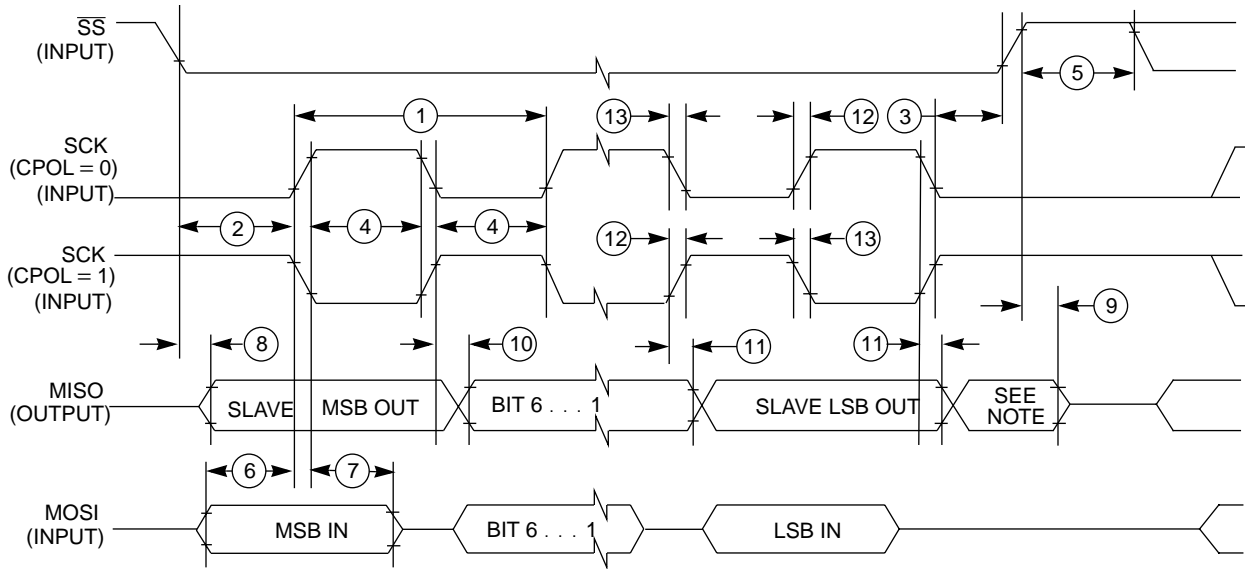 SS
(INPUT)
5
1
13
12
3
SCK
(CPOL = 0)
(INPUT)
2
4
4
12
13
SCK
(CPOL = 1)
(INPUT)
9
8
10
11
11
MISO
(OUTPUT)
SLAVE MSB OUT
BIT 6 . . . 1
SLAVE LSB OUT
SEE
NOTE
6
7
MOSI
(INPUT)
MSB IN
BIT 6 . . . 1
LSB IN